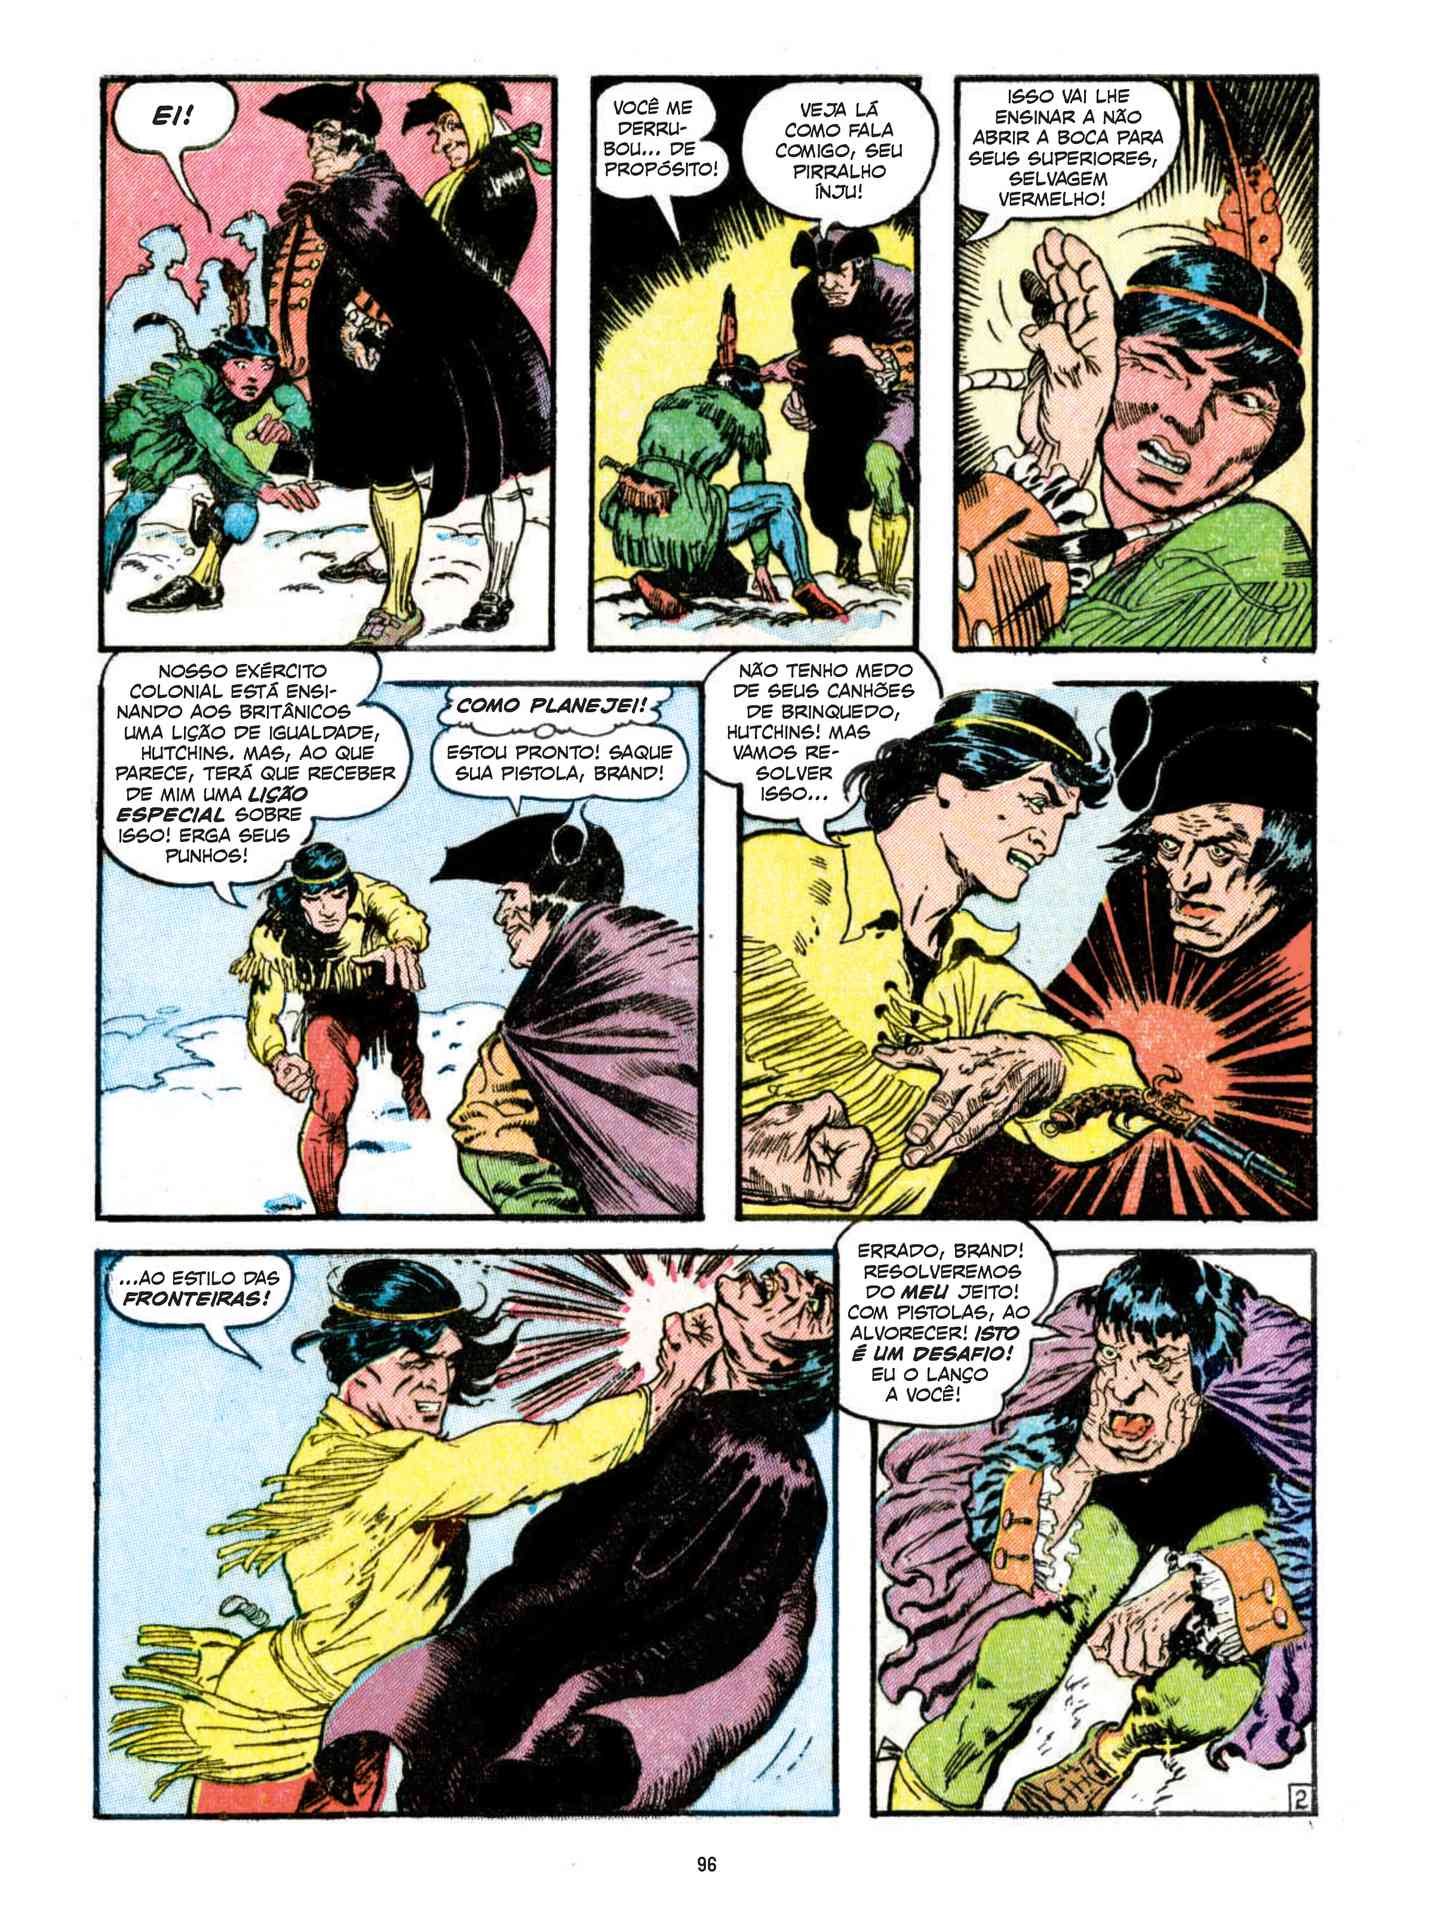 EI!
VOCÊ ME
DERRU-
BOU... DE
PROPÓSITO!
VEJA LÁ
COMO FALA
COMIGO, SEU
PIRRALHO
ÍNJU!
ISSO VAI LHE
ENSINAR A NÃO
ABRIR A BOCA PARA
SEUS SUPERIORES,
SELVAGEM
VERMELHO!
NOSSO EXÉRCITO
COLONIAL ESTÁ ENSI-
NANDO AOS BRITÂNICOS
UMA LIÇÃO DE IGUALDADE,
HUTCHINS. MAS, AO QUE
PARECE, TERÁ QUE RECEBER
DE MIM UMA LIÇÃO
ESPECIAL SOBRE
ISSO! ERGA SEUS
PUNHOS!
COMO PLANEJEI!
ESTOU PRONTO! SAQUE
SUA PISTOLA, BRAND!
NÃO TENHO MEDO
DE SEUS CANHÕES
DE BRINQUEDO,
HUTCHINS! MAS
VAMOS RE-
SOLVER
ISSO...
...AO ESTILO DAS
FRONTEIRAS!
ERRADO, BRAND!
RESOLVEREMOS
DO MEU JEITO!
COM PISTOLAS, AO
ALVORECER! ISTO
É UM DESAFIO!
EU O LANÇO
A VOCÊ!
2
96